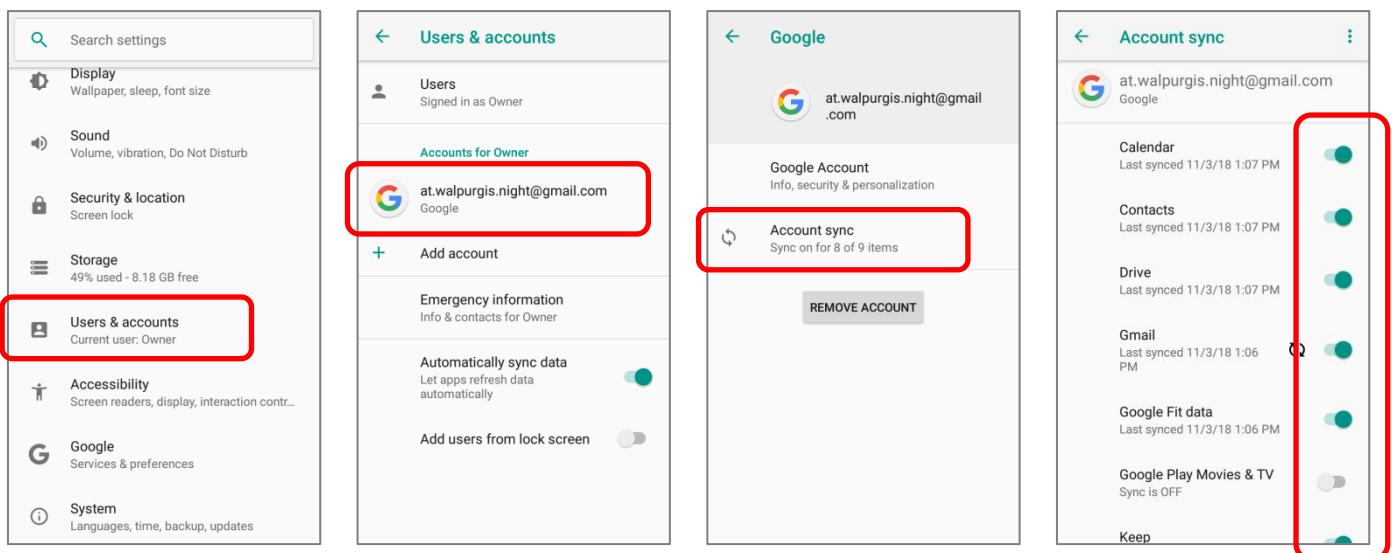 Search settings
Display
Wallpaper, sleep, font size
Sound
Volume, vibration, Do Not Disturb
Security & location
Screen lock
Storage
49% used - 8.18 GB free
Users & accounts
Current user: Owner
Accessibility
Screen readers, display, interaction contr...
Google
Services & preferences
System
Languages, time, backup, updates
Users & accounts
Users
Signed in as Owner
Accounts for Owner
at.walpurgis.night@gmail.com
Google
Add account
Emergency information
Info & contacts for Owner
Automatically sync data
Let apps refresh data
automatically
Add users from lock screen
Google
at.walpurgis.night@gmail
.com
Google Account
Info, security & personalization
Account sync
Sync on for 8 of 9 items
REMOVE ACCOUNT
Account sync
at.walpurgis.night@gmail.com
Google
Calendar
Last synced 11/3/18 1:07 PM
Contacts
Last synced 11/3/18 1:07 PM
Drive
Last synced 11/3/18 1:07 PM
Gmail
Last synced 11/3/18 1:06
PM
Google Fit data
Last synced 11/3/18 1:06 PM
Google Play Movies & TV
Sync is OFF
Keep